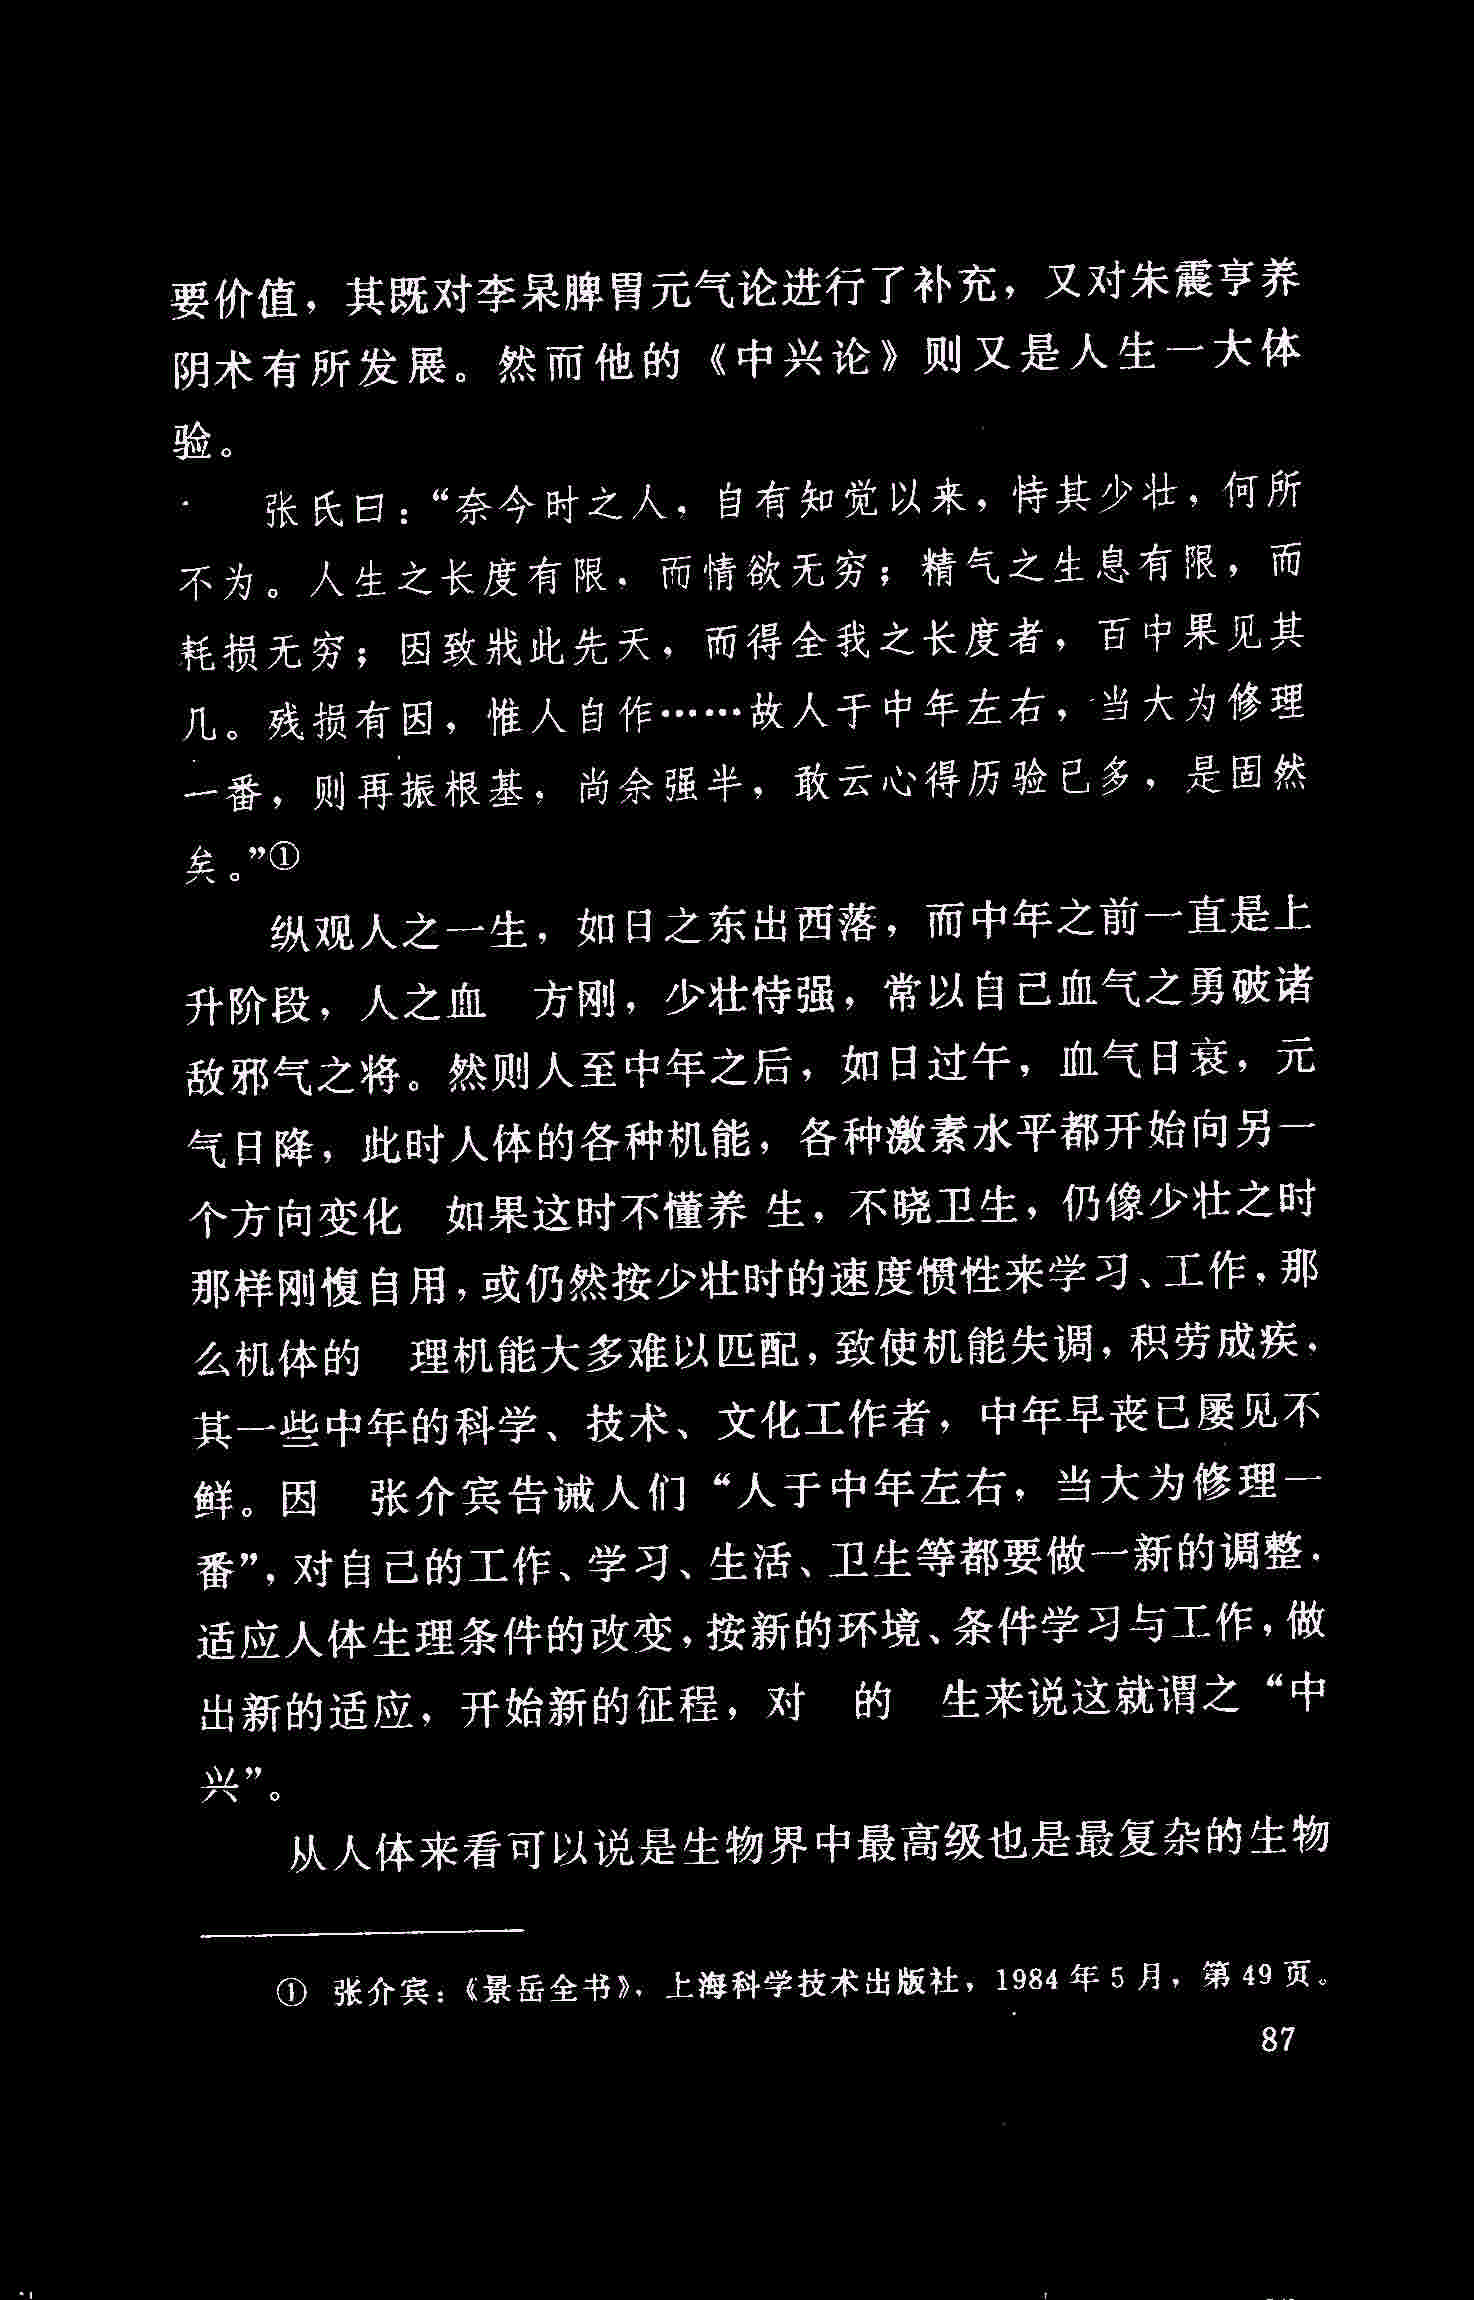 要价值，其既对李杲脾胃元气论进行了补充，又对朱震亨养
阴术有所发展。然而他的《中兴论》则又是人生一大体
验。
张氏曰：“奈今时之人，自有知觉以来，恃其少壮，何所
不为。人生之长度有限，而情欲无穷；精气之生息有限，而
耗损无穷；因致戕此先天，而得全我之长度者，百中果见其
几。残损有因，惟人自作……故人于中年左右，当大为修理
一番，则再振根基，尚余强半，敢云心得历验已多，是固然
矣。”①
纵观人之一生，如日之东出西落，而中年之前一直是上
升阶段，人之血 方刚，少壮恃强，常以自己血气之勇破诸
敌邪气之将。然则人至中年之后，如日过午，血气日衰，元
气日降，此时人体的各种机能，各种激素水平都开始向另一
个方向变化 如果这时不懂养生，不晓卫生，仍像少壮之时
那样刚愎自用，或仍然按少壮时的速度惯性来学习、工作，那
么机体的 理机能大多难以匹配，致使机能失调，积劳成疾，
其一些中年的科学、技术、文化工作者，中年早丧已屡见不
鲜。因 张介宾告诫人们“人于中年左右，当大为修理一
番”，对自己的工作、学习、生活、卫生等都要做一新的调整．
适应人体生理条件的改变，按新的环境、条件学习与工作，做
出新的适应，开始新的征程，对 的 生来说这就谓之“中
兴”。
从人体来看可以说是生物界中最高级也是最复杂的生物
① 张介宾：《景岳全书》，上海科学技术出版社，1984年5月，第49页。
87